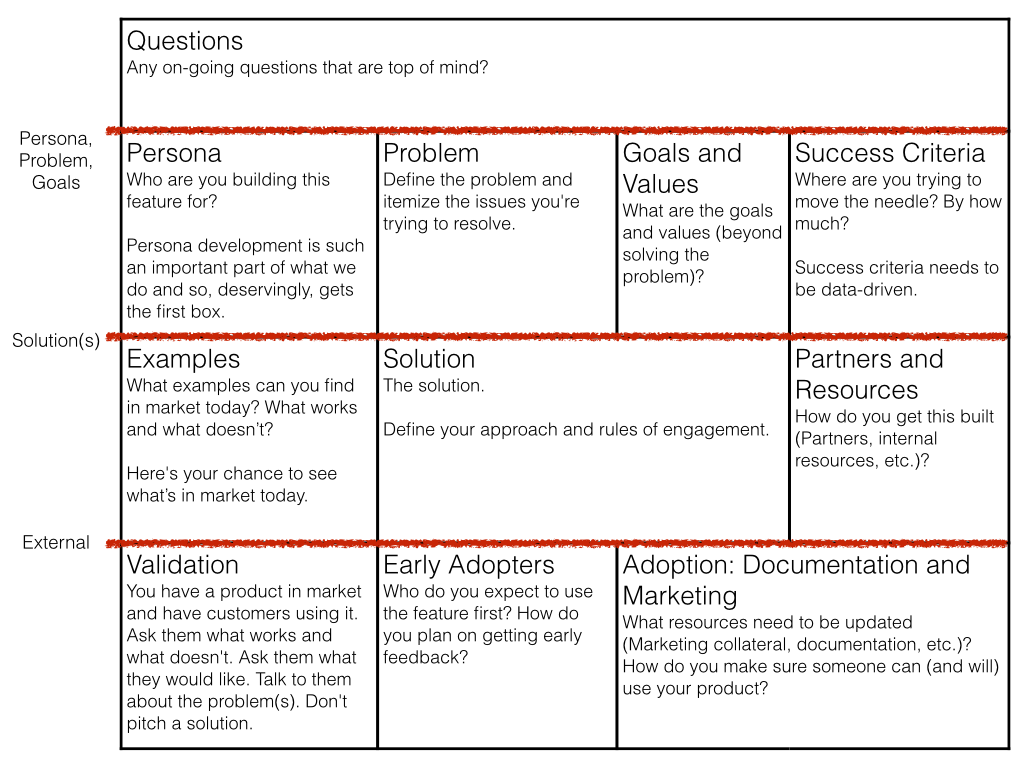 Questions
Any on-going questions that are top of mind?
Persona,
Problem,
Goals
Persona
Who are you building this
feature for?
Persona development is such
an important part of what we
do and so, deservingly, gets
the first box.
Problem
Define the problem and
itemize the issues you're
trying to resolve.
Goals and
Values
What are the goals
and values (beyond
solving the
problem)?
Success Criteria
Where are you trying to
move the needle? By how
much?
Success criteria needs to
be data-driven.
Solution(s)
Examples
What examples can you find
in market today? What works
and what doesn't?
Here's your chance to see
what's in market today.
Solution
The solution.
Define your approach and rules of engagement.
Partners and
Resources
How do you get this built
(Partners, internal
resources, etc.)?
External
Validation
You have a product in market
and have customers using it.
Ask them what works and
what doesn't. Ask them what
they would like. Talk to them
about the problem(s). Don't
pitch a solution.
Early Adopters
Who do you expect to use
the feature first? How do
you plan on getting early
feedback?
Adoption: Documentation and
Marketing
What resources need to be updated
(Marketing collateral, documentation, etc.)?
How do you make sure someone can (and will)
use your product?